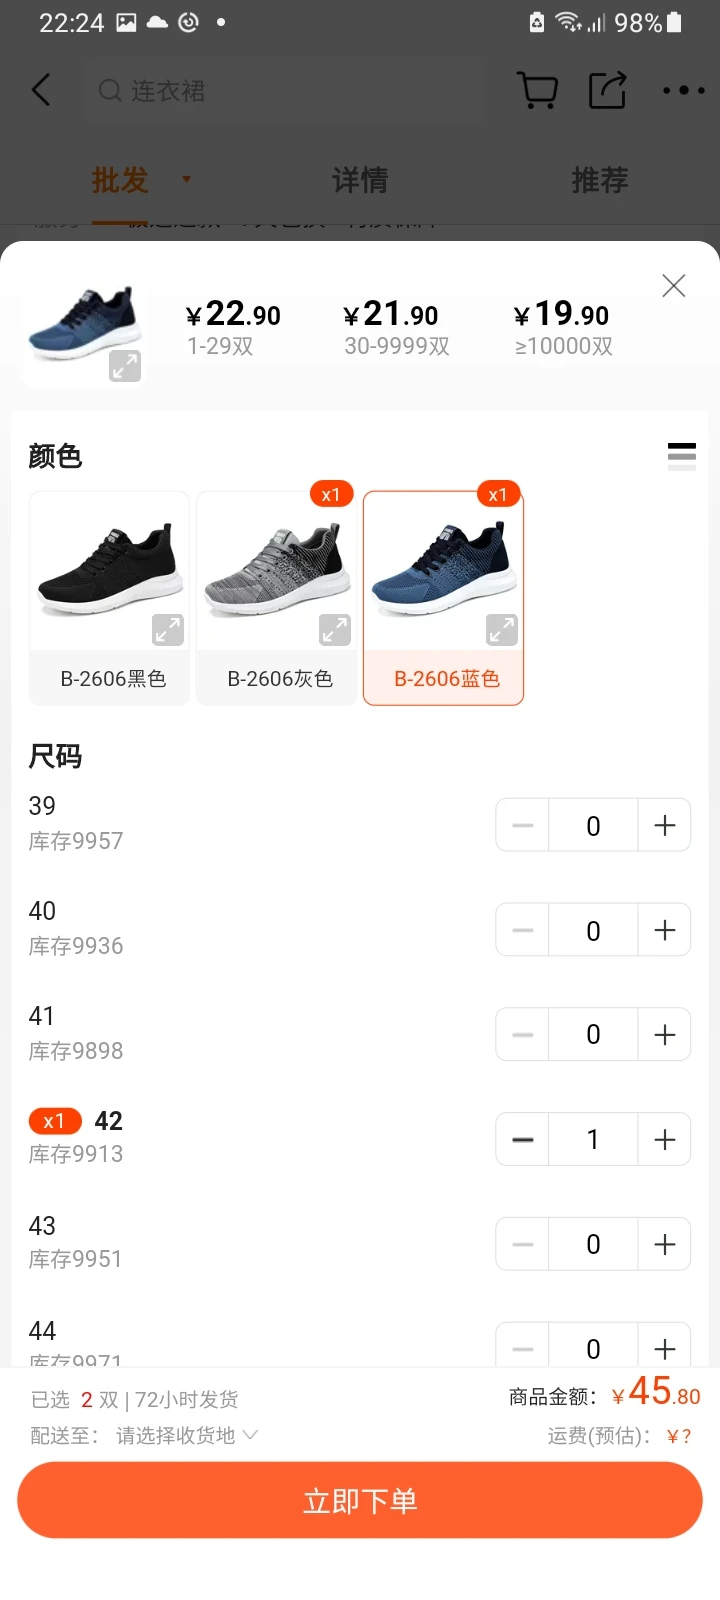 22:24 98%
连衣裙
批发 详情 推荐
¥22.90 ¥21.90 ¥19.90
1-29双 30-9999双 ≥10000双
颜色
x1 x1
B-2606黑色 B-2606灰色 B-2606蓝色
尺码
39
库存9957 0
40
库存9936 0
41
库存9898 0
x1 42
库存9913 1
43
库存9951 0
44
库存9971 0
已选 2 双 | 72小时发货 商品金额: ¥45.80
配送至: 请选择收货地 运费(预估): ¥?
立即下单